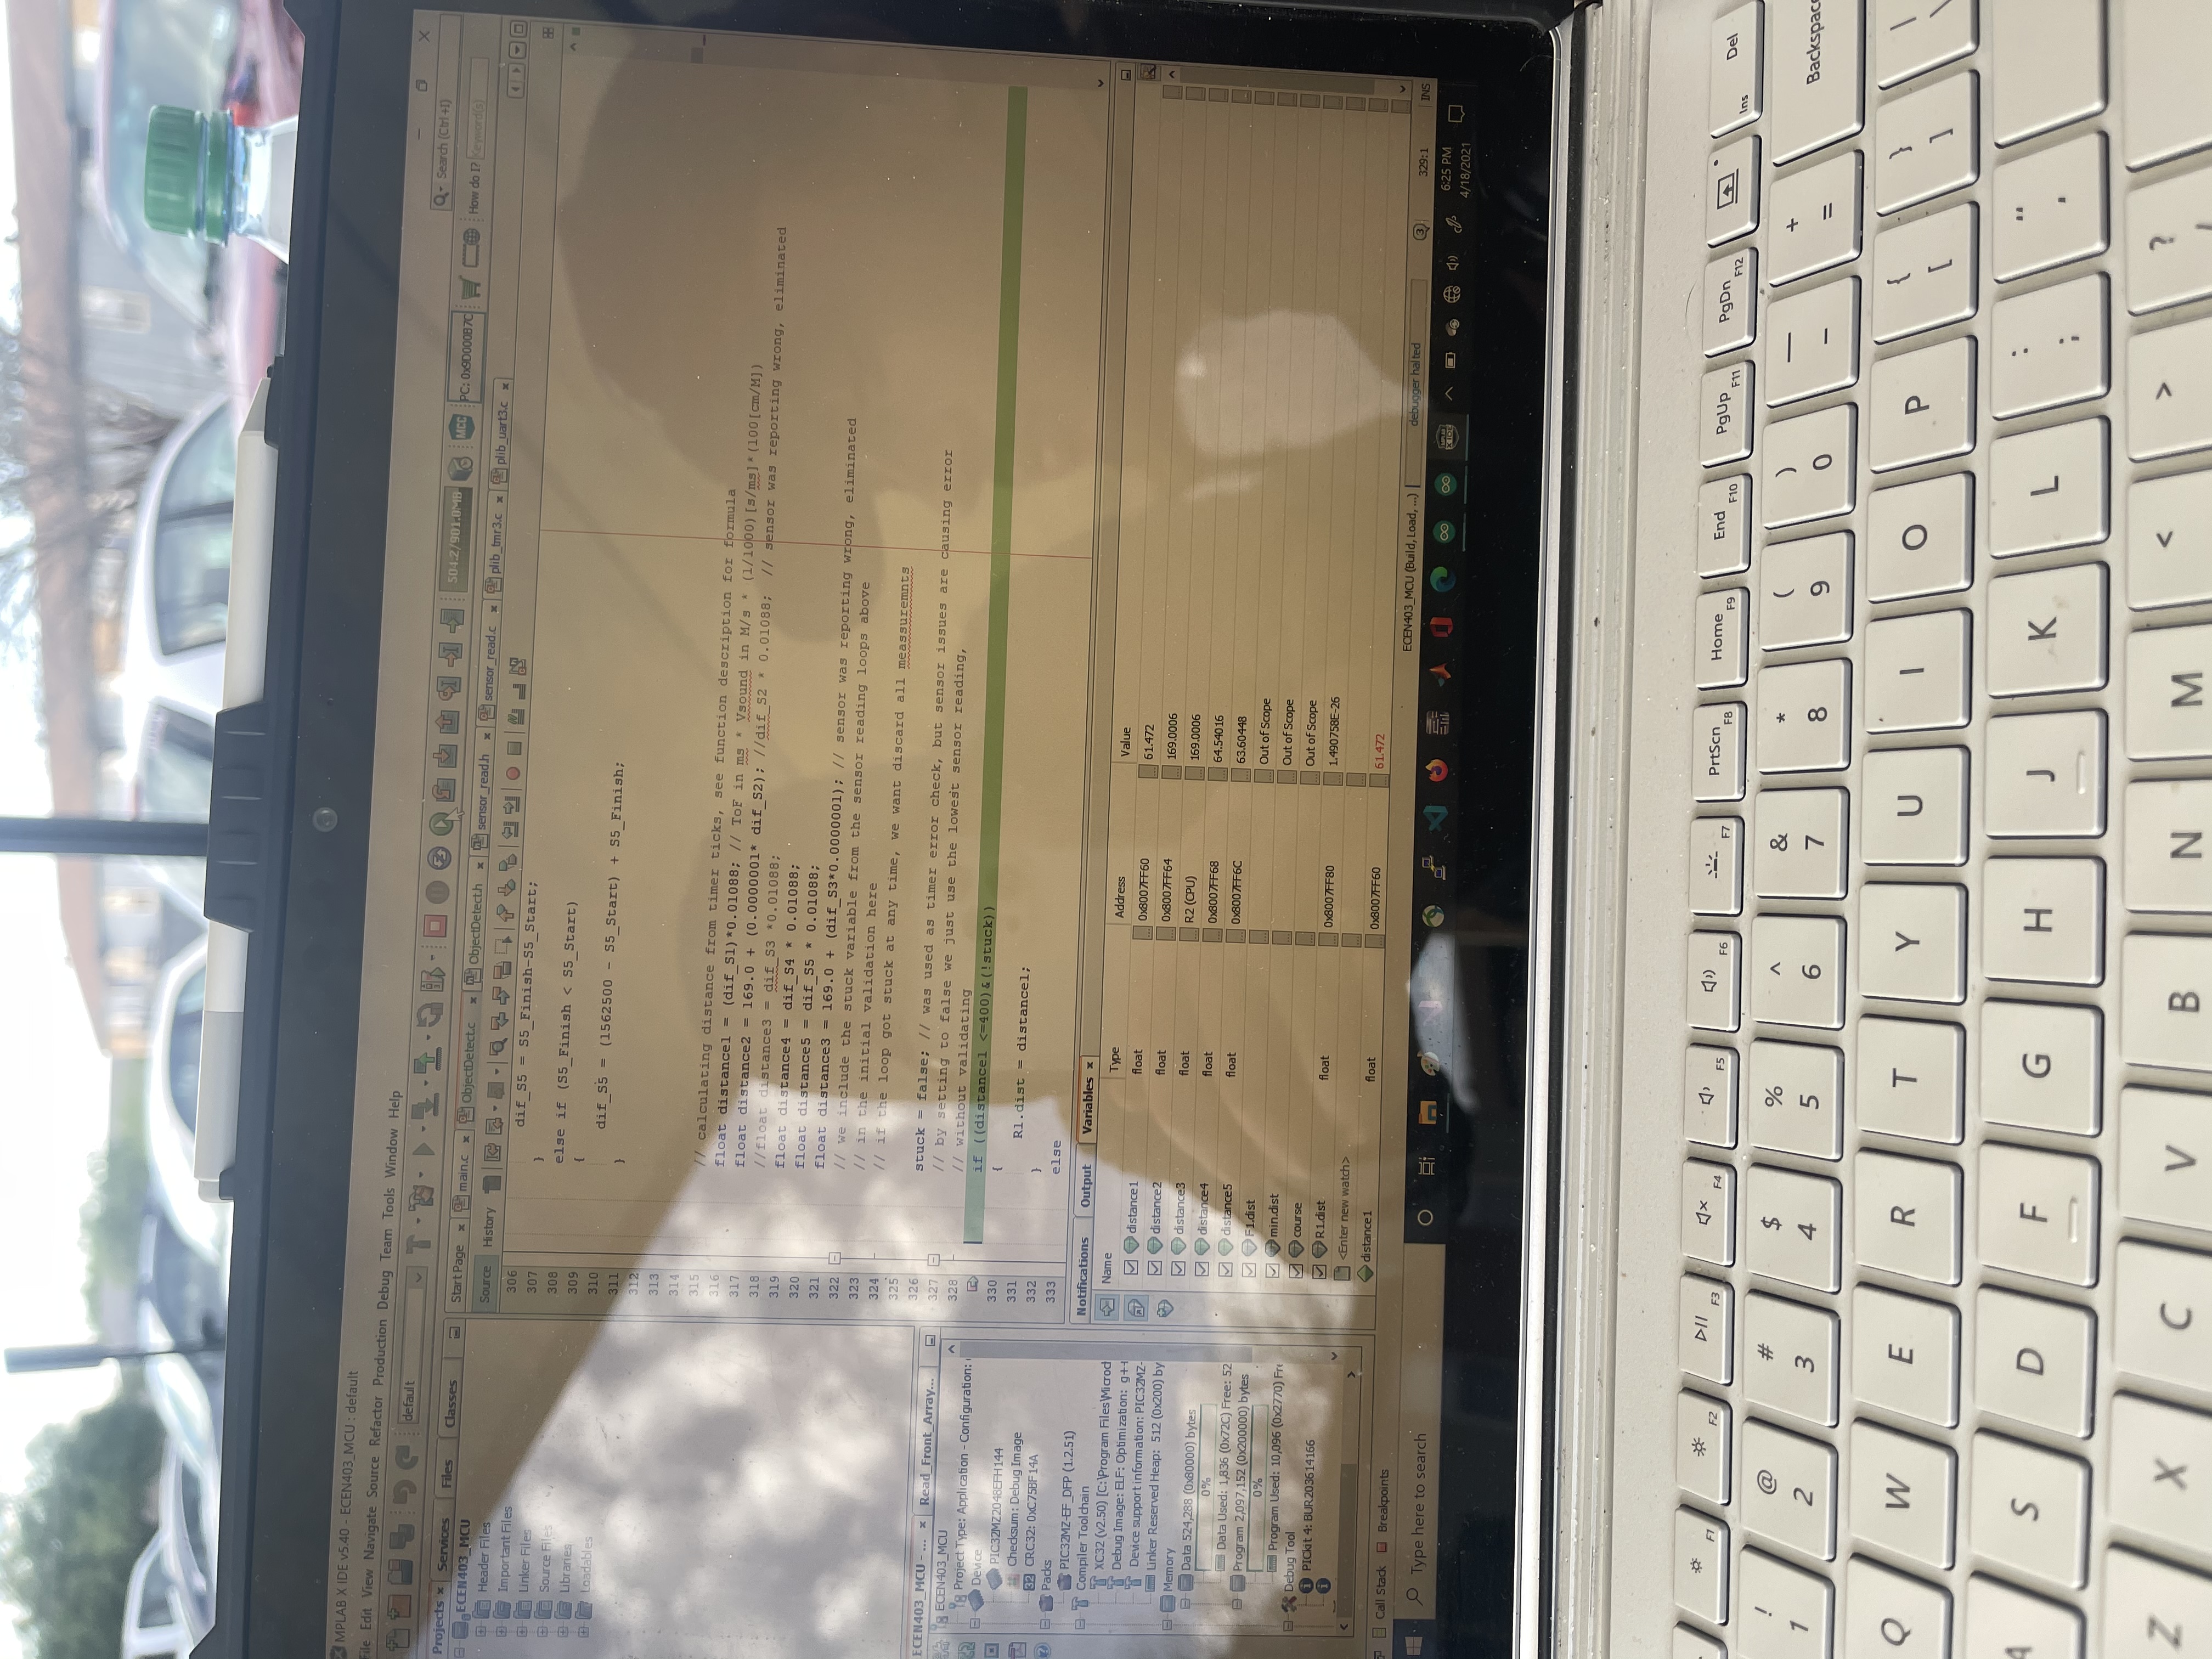 MPLAB X IDE v5.40 - ECEN403_MCU : default
File Edit View Navigate Source Refactor Production Debug Team Tools Window Help
default
504.2/901.0MB
MCC
PC: 0x9D000B7C
Search (Ctrl+I)
How do I? Keyword(s)
Projects Services Files Classes
ECEN403_MCU
Header Files
Important Files
Linker Files
Source Files
Libraries
Loadables
Start Page main.c ObjectDetect.c ObjectDetect.h sensor_read.h sensor_read.c plib_tmr3.c plib_uart3.c
Source History
306 dif_S5 = S5_Finish-S5_Start;
307 }
308 else if (S5_Finish < S5_Start)
309 {
310 dif_S5 = (1562500 - S5_Start) + S5_Finish;
311 }
312
313
314
315 // calculating distance from timer ticks, see function description for formula
316 float distance1 = (dif_S1)*0.01088; // ToF in ms * Vsound in M/s * (1/1000)[s/ms]*(100[cm/M])
317 float distance2 = 169.0 + (0.0000001* dif_S2); //dif_S2 * 0.01088; // sensor was reporting wrong, eliminated
318 //float distance3 = dif_S3 *0.01088;
319 float distance4 = dif_S4 * 0.01088;
320 float distance5 = dif_S5 * 0.01088;
321 float distance3 = 169.0 + (dif_S3*0.0000001); // sensor was reporting wrong, eliminated
322 // we include the stuck variable from the sensor reading loops above
323 // in the initial validation here
324 // if the loop got stuck at any time, we want discard all meassuremnts
325
326 stuck = false; // was used as timer error check, but sensor issues are causing error
327 // by setting to false we just use the lowest sensor reading,
328 // without validating
if ((distance1 <=400)&(!stuck))
330 {
331 R1.dist = distance1;
332 }
333 else
ECEN403_MCU - ... Read_Front_Array...
ECEN403_MCU
Project Type: Application - Configuration:
Device
PIC32MZ2048EFH144
Checksum: Debug Image
CRC32: 0xC75BF14A
Packs
PIC32MZ-EF_DFP (1.2.51)
Compiler Toolchain
XC32 (v2.50) [C:\Program Files\Microch
Debug Image: ELF: Optimization: g++
Device support information: PIC32MZ-
Linker Reserved Heap: 512 (0x200) by
Memory
Data 524,288 (0x80000) bytes
0%
Data Used: 1,836 (0x72C) Free: 52
Program 2,097,152 (0x200000) bytes
0%
Program Used: 10,096 (0x2770) Fr
Debug Tool
PICkit 4: BUR203614166
Notifications Output Variables
Name Type Address Value
distance1 float 0x8007FF60 61.472
distance2 float 0x8007FF64 169.0006
distance3 float R2 (CPU) 169.0006
distance4 float 0x8007FF68 64.54016
distance5 float 0x8007FF6C 63.60448
F1.dist Out of Scope
min.dist Out of Scope
course Out of Scope
R1.dist float 0x8007FF80 1.490758E-26
<Enter new watch>
distance1 float 0x8007FF60 61.472
Call Stack Breakpoints
ECEN403_MCU (Build, Load, ...) debugger halted 3 329:1 INS
Type here to search
6:25 PM
4/18/2021
F1 F2 F3 F4 F5 F6 F7 PrtScn F8 Home F9 End F10 PgUp F11 PgDn F12 Ins Del
! 1 @ 2 # 3 $ 4 % 5 ^ 6 & 7 * 8 ( 9 ) 0 — – + = Backspace
Q W E R T Y U I O P { [ } ] | \
A S D F G H J K L : ; " '
Z X C V B N M < > ? /